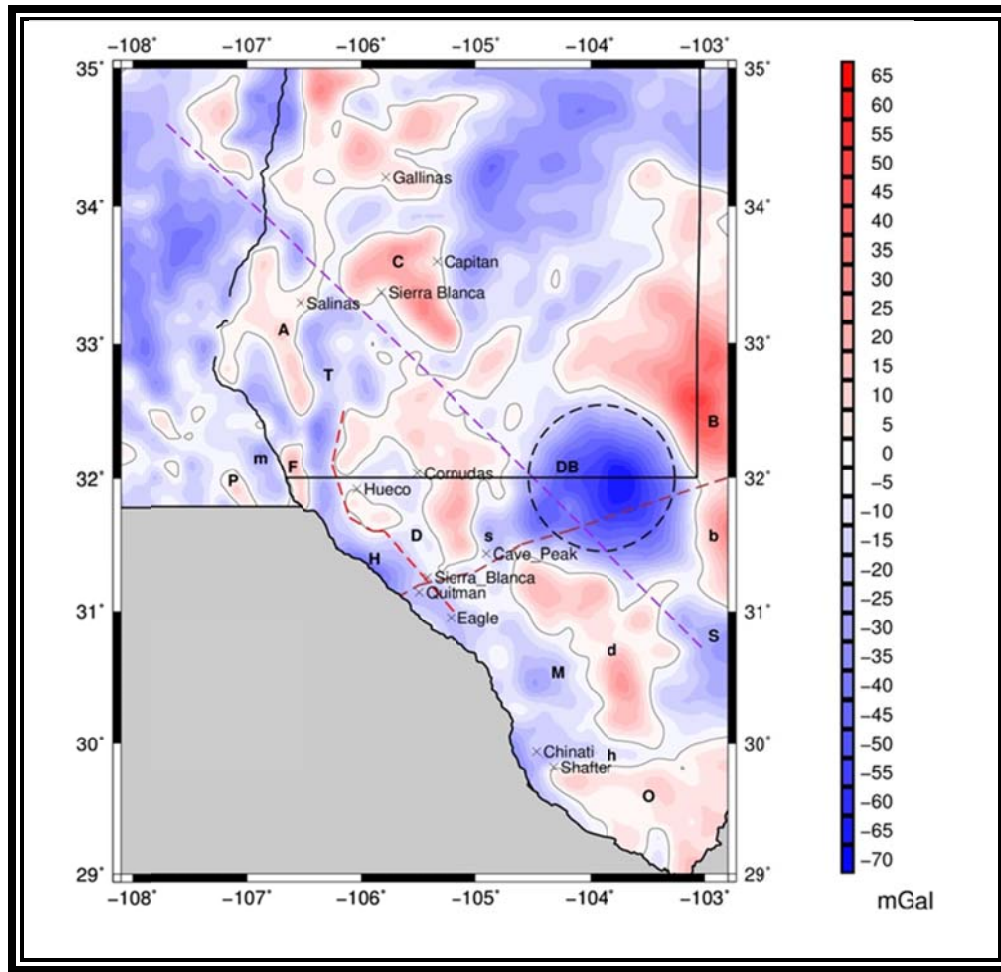 −108˚ −107˚ −106˚ −105˚ −104˚ −103˚
35˚ 35˚
65
60
55
Gallinas
50
45
34˚ 34˚
40
C Capitan
35
Sierra Blanca
30
Salinas
25
A
33˚ 33˚
20
T
15
10
B
5
m F DB
0
32˚ Cornudas 32˚
P Hueco
−5
−10
D s b
−15
H Cave_Peak
−20
Sierra_Blanca
Quitman
−25
31˚ Eagle 31˚
−30
S
d
−35
M
−40
−45
30˚ Chinati h 30˚
−50
Shafter
−55
O
−60
−65
−70
29˚ 29˚
−108˚ −107˚ −106˚ −105˚ −104˚ −103˚
mGal